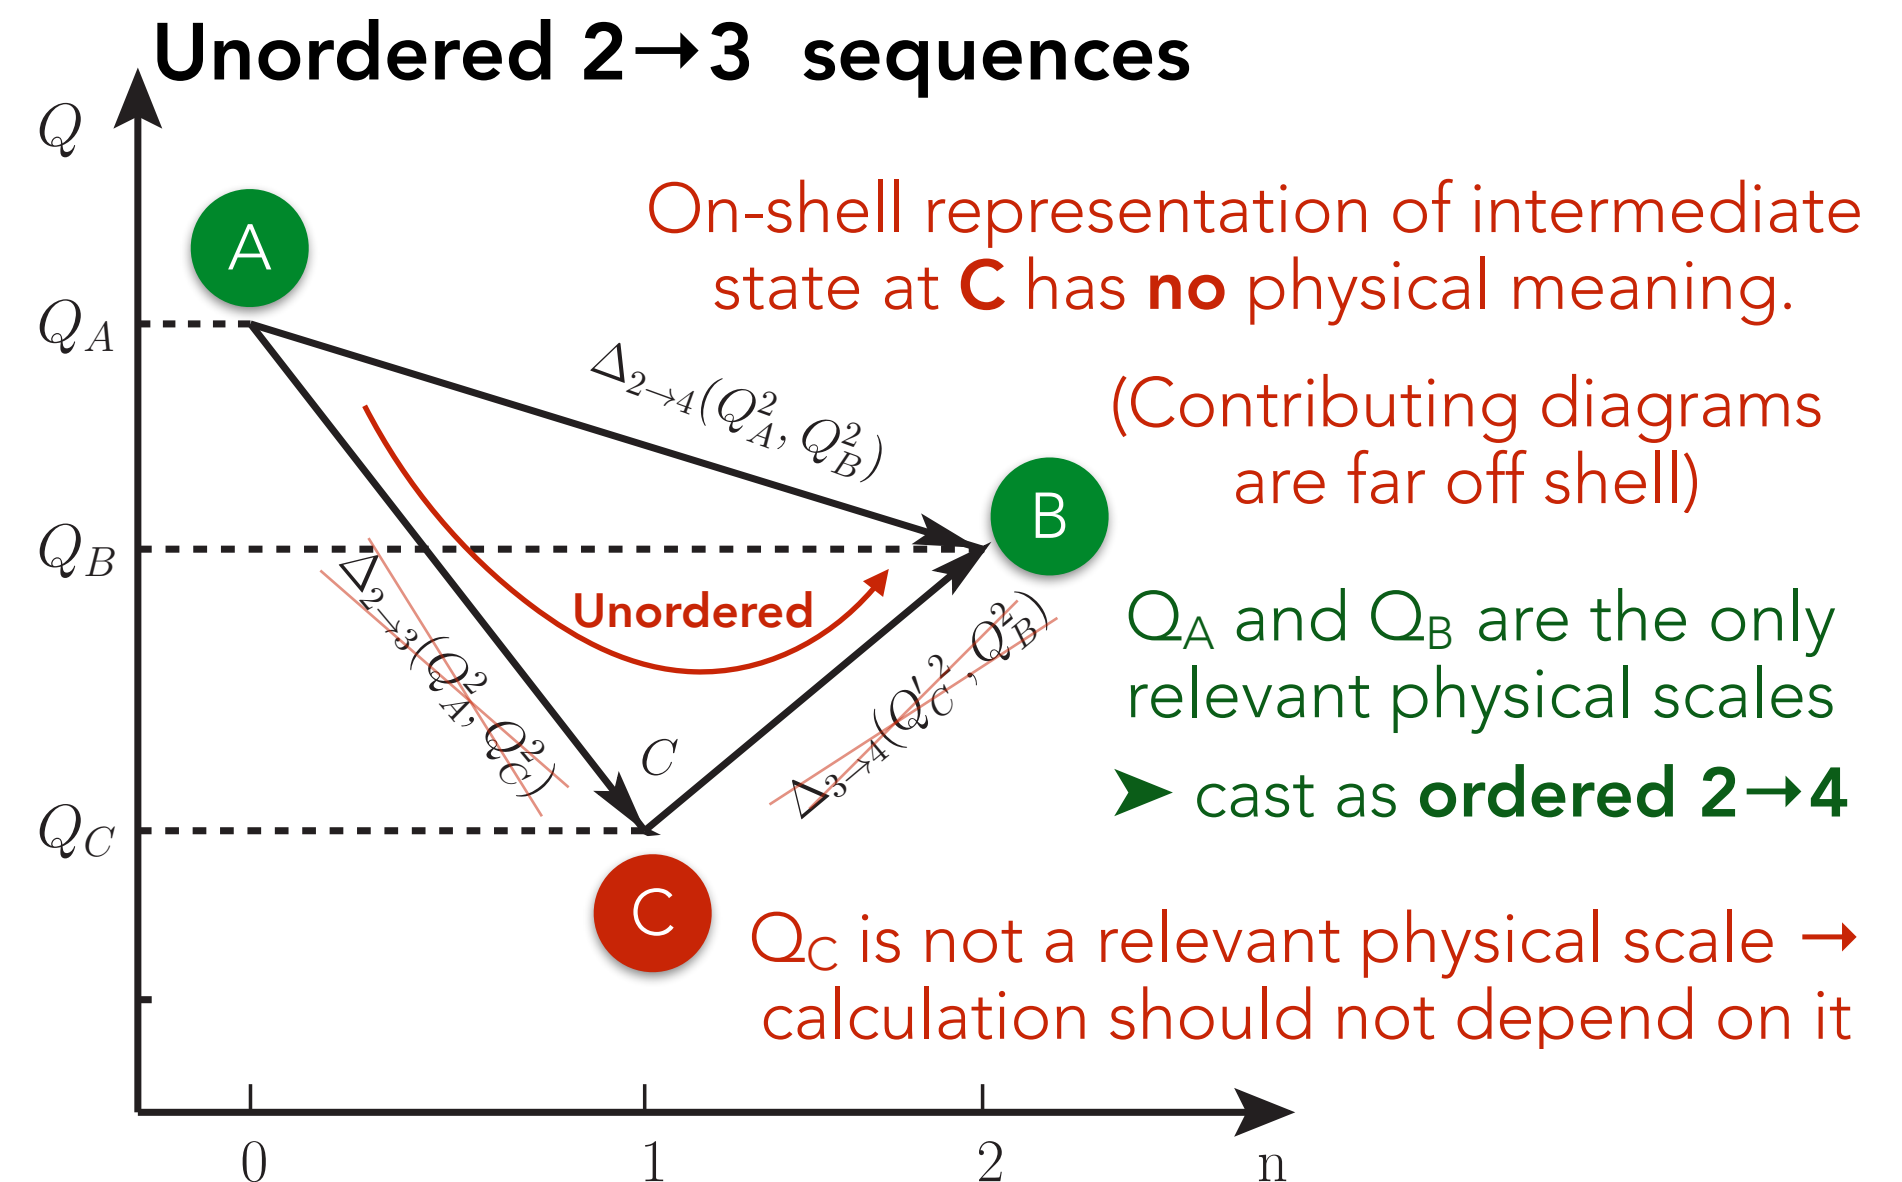 Unordered 2→3 sequences
Q
A
On-shell representation of intermediate
state at C has no physical meaning.
Q_A
Δ_{2→4}(Q_A^2, Q_B^2)
(Contributing diagrams
are far off shell)
B
Q_B
Δ_{2→3}(Q_A^2, Q_C^2)
Unordered
Δ_{3→4}(Q'_C^2, Q_B^2)
Q_A and Q_B are the only
relevant physical scales
➤ cast as ordered 2→4
C
Q_C
C
Q_C is not a relevant physical scale →
calculation should not depend on it
0 1 2 n